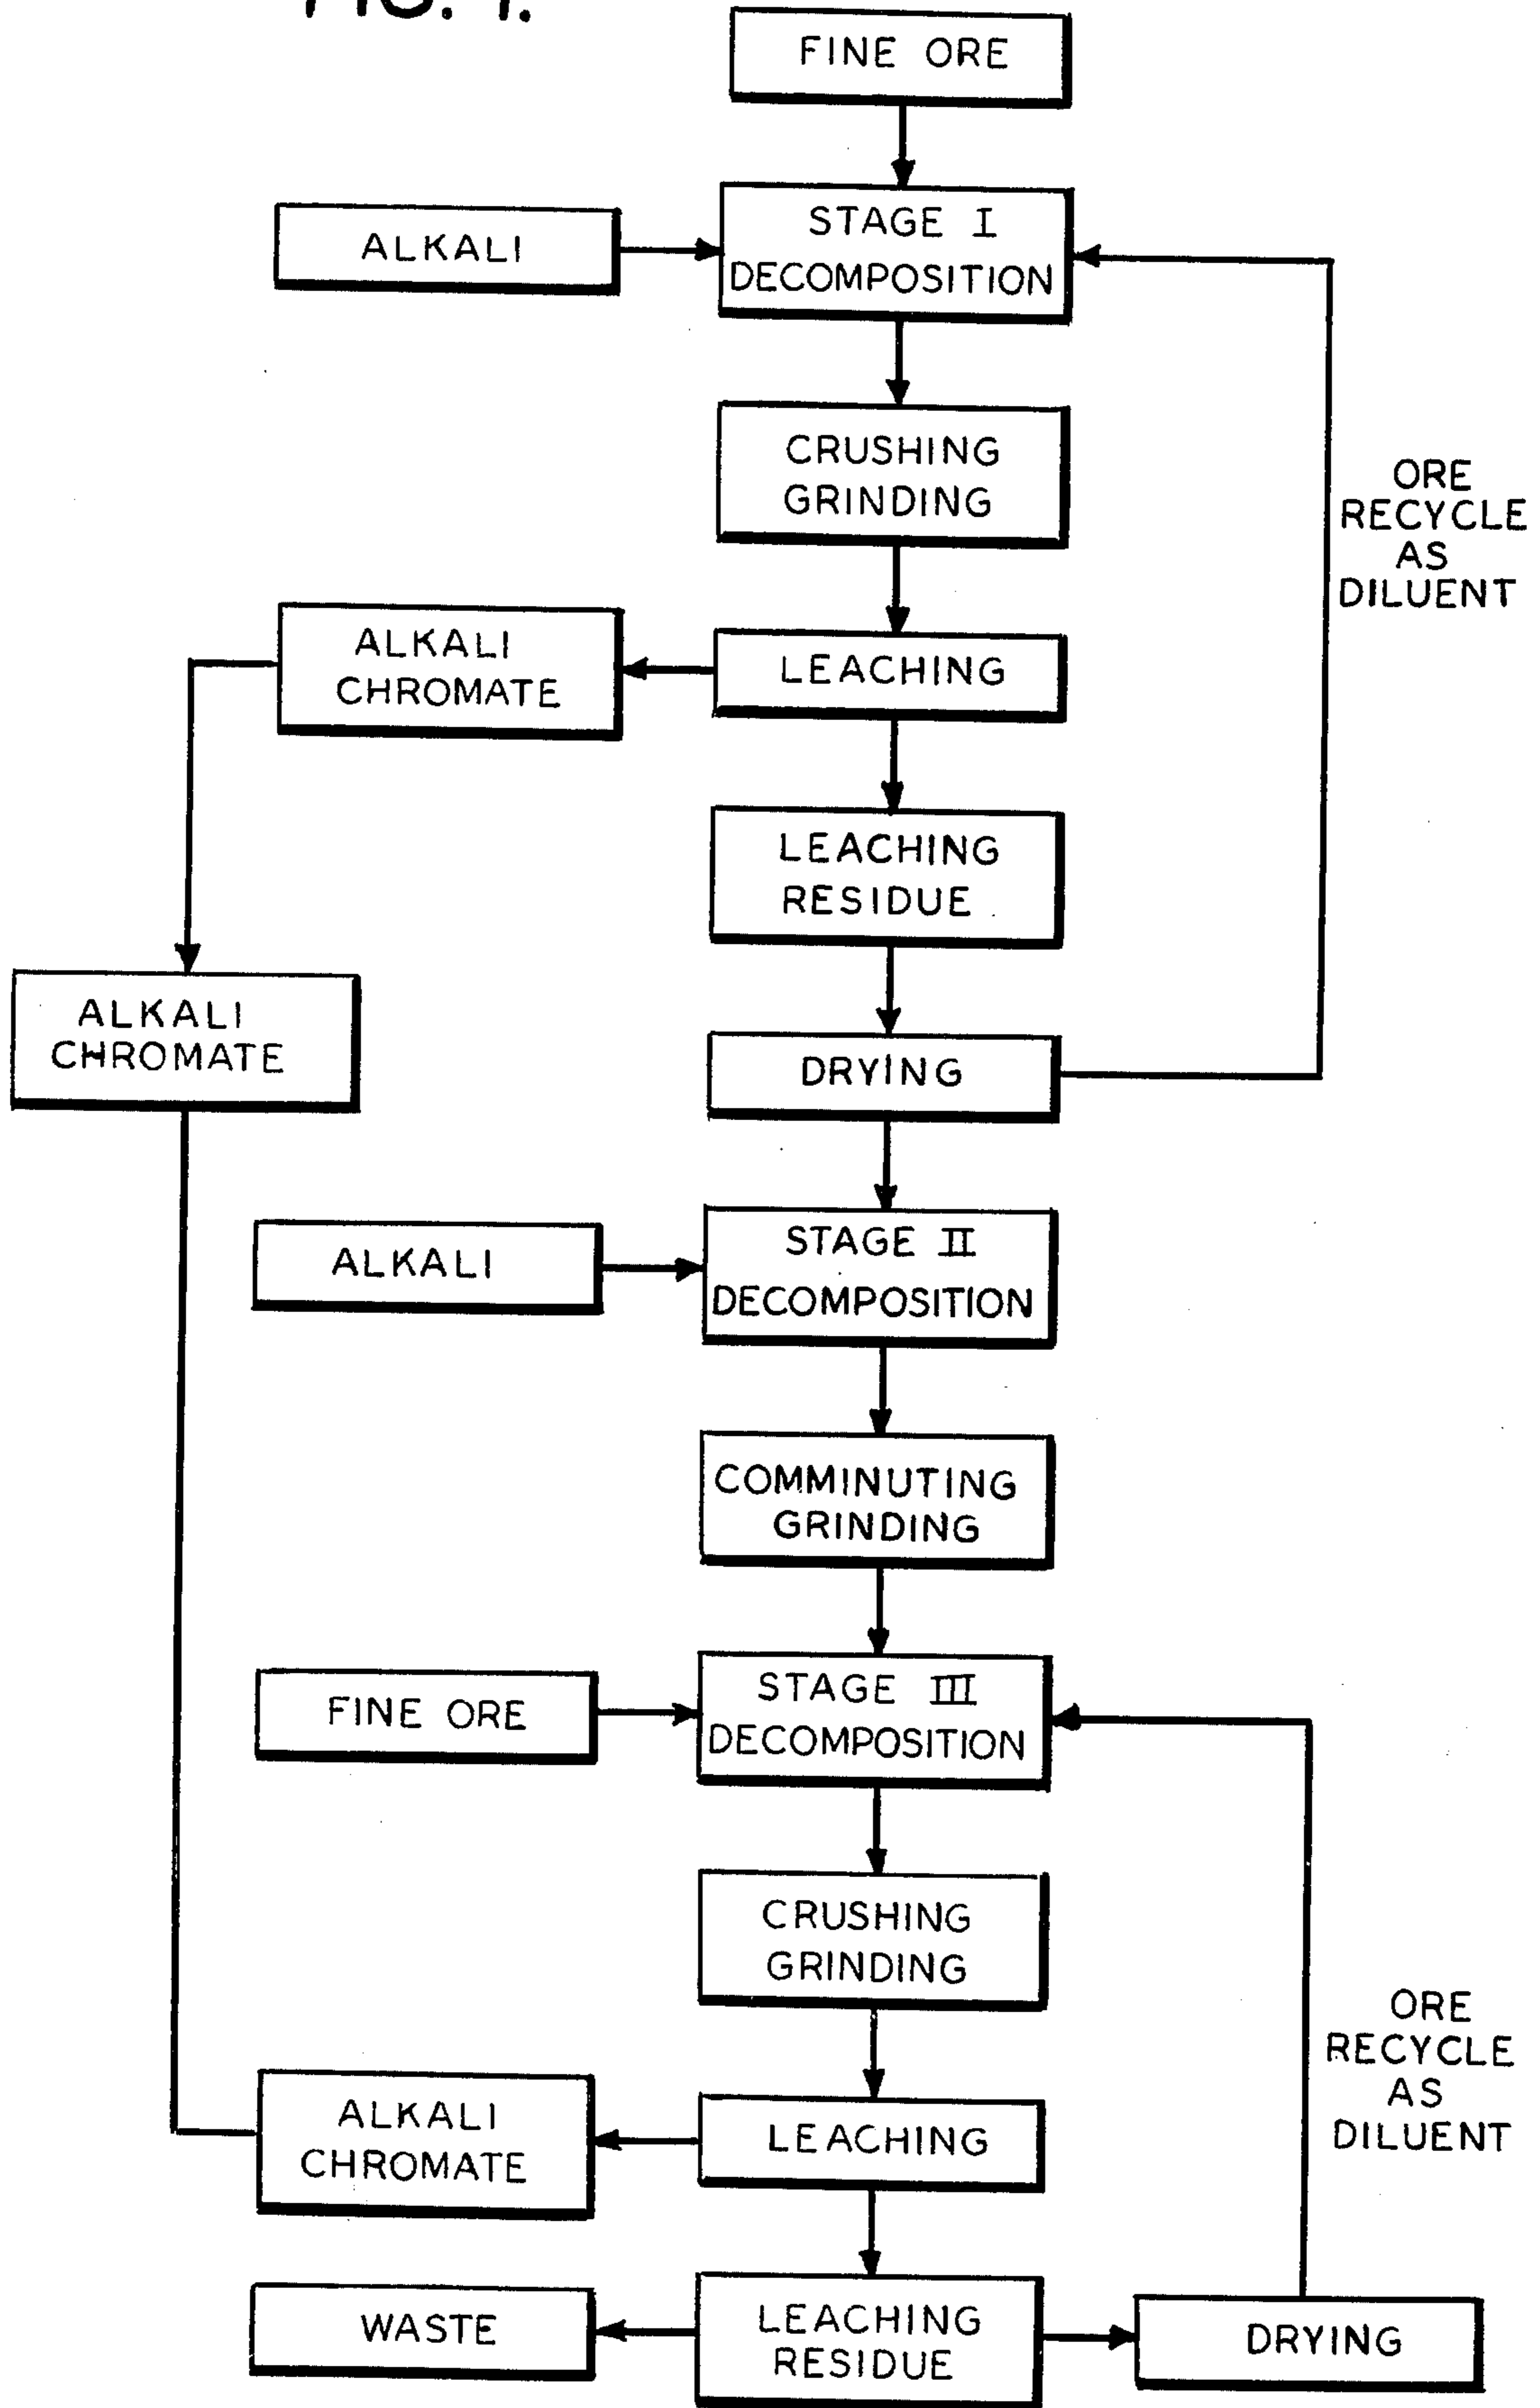 FIG. 1.
FINE ORE
STAGE I
DECOMPOSITION
ALKALI
CRUSHING
GRINDING
ORE
RECYCLE
AS
DILUENT
ALKALI
CHROMATE
LEACHING
LEACHING
RESIDUE
ALKALI
CHROMATE
DRYING
ALKALI
STAGE II
DECOMPOSITION
COMMINUTING
GRINDING
FINE ORE
STAGE III
DECOMPOSITION
CRUSHING
GRINDING
ORE
RECYCLE
AS
DILUENT
ALKALI
CHROMATE
LEACHING
WASTE
LEACHING
RESIDUE
DRYING